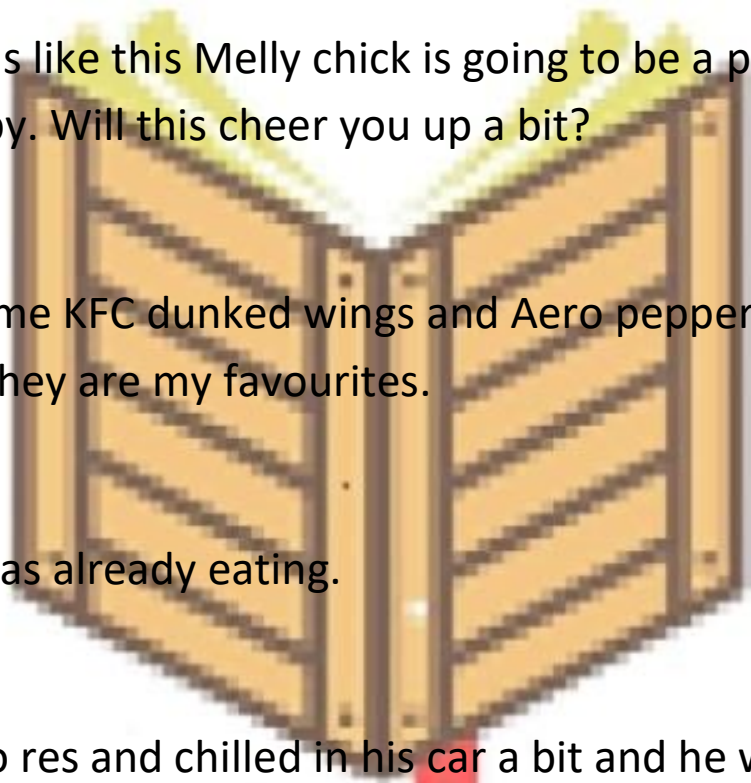 s like this Melly chick is going to be a p
y. Will this cheer you up a bit?
me KFC dunked wings and Aero pepper
hey are my favourites.
as already eating.
res and chilled in his car a bit and he